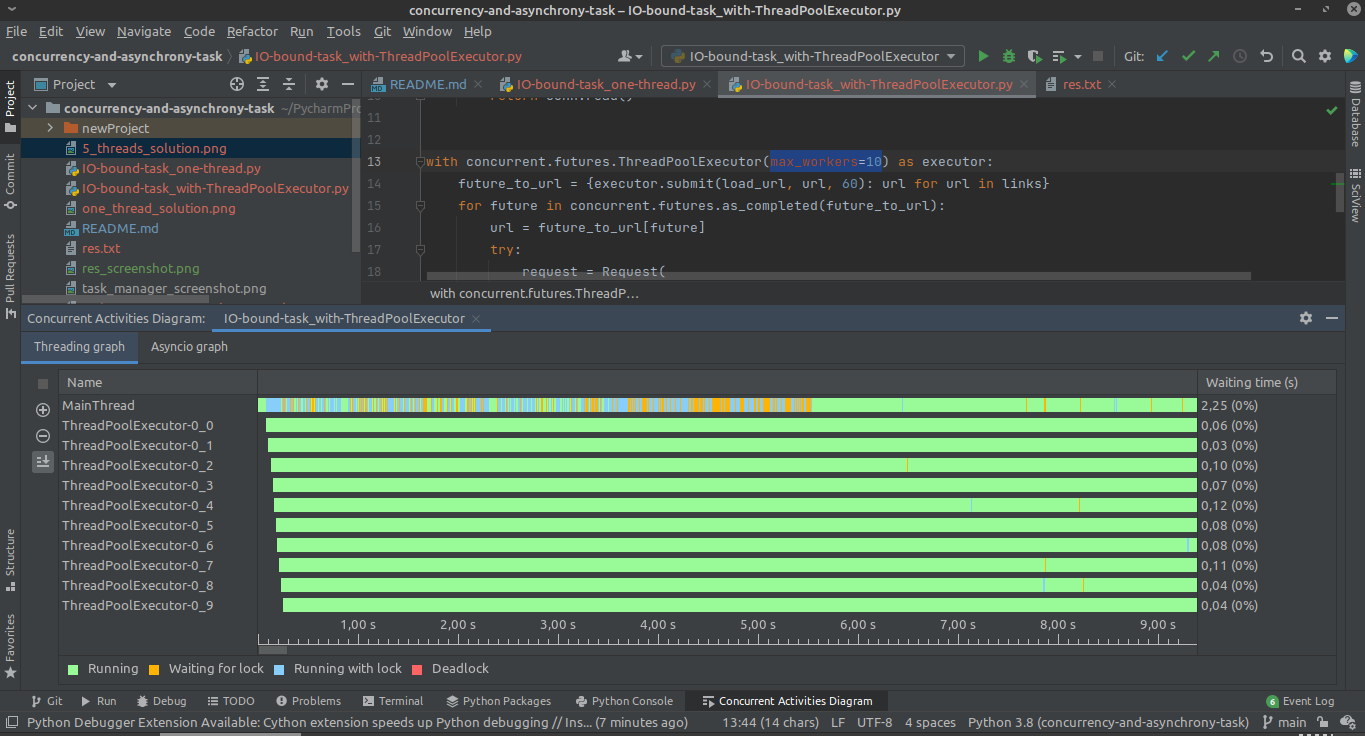 concurrency-and-asynchrony-task – IO-bound-task_with-ThreadPoolExecutor.py
File Edit View Navigate Code Refactor Run Tools Git Window Help
concurrency-and-asynchrony-task IO-bound-task_with-ThreadPoolExecutor.py IO-bound-task_with-ThreadPoolExecutor Git:
Project README.md IO-bound-task_one-thread.py IO-bound-task_with-ThreadPoolExecutor.py res.txt
Project
Commit
Pull Requests
Structure
Favorites
concurrency-and-asynchrony-task ~/PycharmPro
newProject
5_threads_solution.png
IO-bound-task_one-thread.py
IO-bound-task_with-ThreadPoolExecutor.py
one_thread_solution.png
README.md
res.txt
res_screenshot.png
task_manager_screenshot.png
11
12
13 with concurrent.futures.ThreadPoolExecutor(max_workers=10) as executor:
14 future_to_url = {executor.submit(load_url, url, 60): url for url in links}
15 for future in concurrent.futures.as_completed(future_to_url):
16 url = future_to_url[future]
17 try:
18 request = Request(
with concurrent.futures.ThreadP…
Database
SciView
Concurrent Activities Diagram: IO-bound-task_with-ThreadPoolExecutor
Threading graph Asyncio graph
Name Waiting time (s)
MainThread 2,25 (0%)
ThreadPoolExecutor-0_0 0,06 (0%)
ThreadPoolExecutor-0_1 0,03 (0%)
ThreadPoolExecutor-0_2 0,10 (0%)
ThreadPoolExecutor-0_3 0,07 (0%)
ThreadPoolExecutor-0_4 0,12 (0%)
ThreadPoolExecutor-0_5 0,08 (0%)
ThreadPoolExecutor-0_6 0,08 (0%)
ThreadPoolExecutor-0_7 0,11 (0%)
ThreadPoolExecutor-0_8 0,04 (0%)
ThreadPoolExecutor-0_9 0,04 (0%)
1,00 s 2,00 s 3,00 s 4,00 s 5,00 s 6,00 s 7,00 s 8,00 s 9,00 s
Running Waiting for lock Running with lock Deadlock
Git Run Debug TODO Problems Terminal Python Packages Python Console Concurrent Activities Diagram 6 Event Log
Python Debugger Extension Available: Cython extension speeds up Python debugging // Ins... (7 minutes ago) 13:44 (14 chars) LF UTF-8 4 spaces Python 3.8 (concurrency-and-asynchrony-task) main